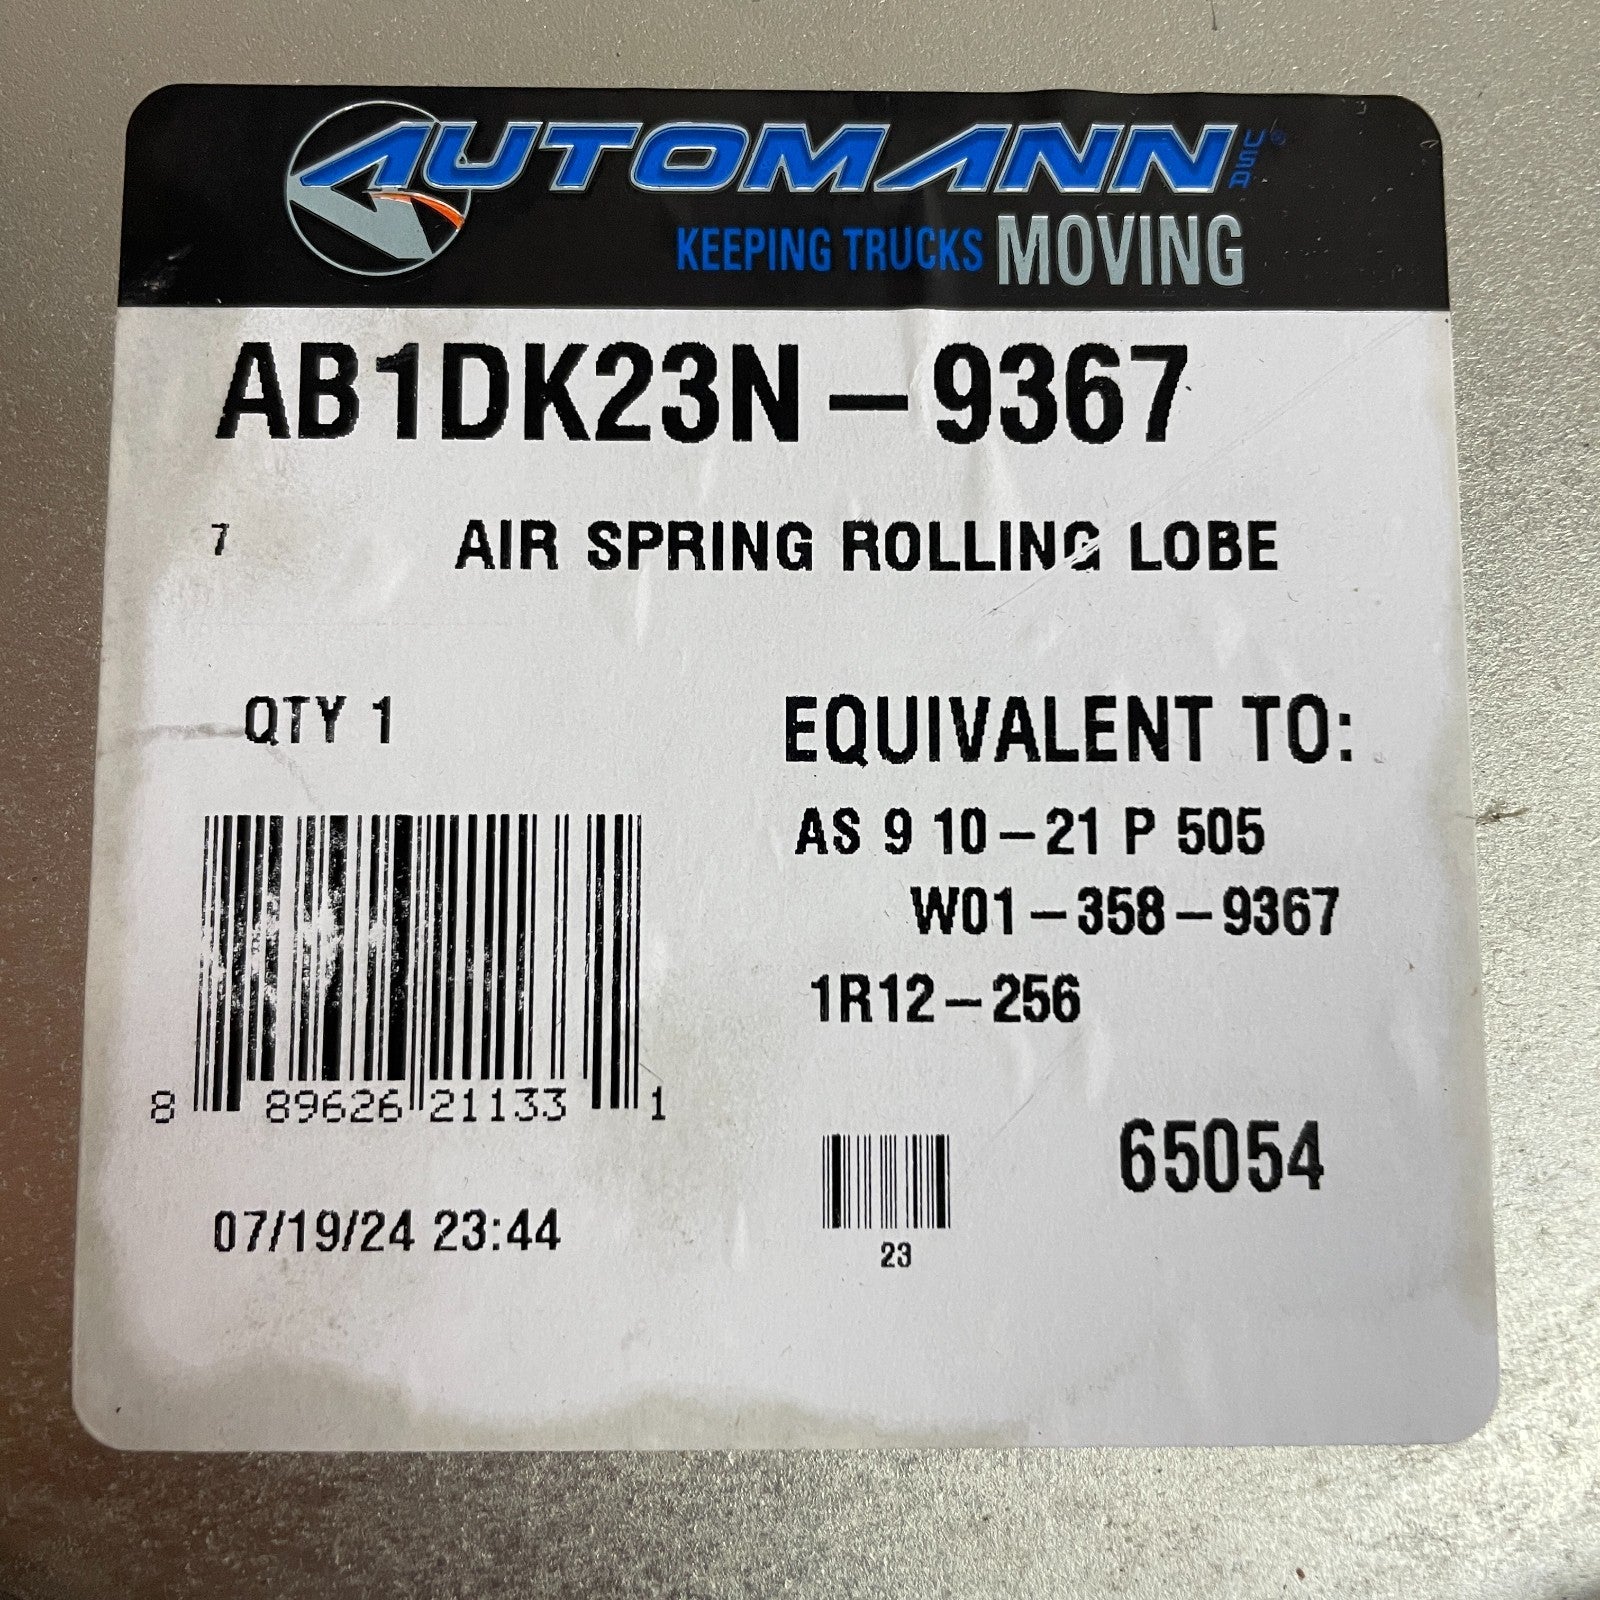 AUTOMANN USA®
KEEPING TRUCKS MOVING
AB1DK23N-9367
7 AIR SPRING ROLLING LOBE
QTY 1
EQUIVALENT TO:
AS 9 10-21 P 505
W01-358-9367
1R12-256
8 89626 21133 1
65054
23
07/19/24 23:44